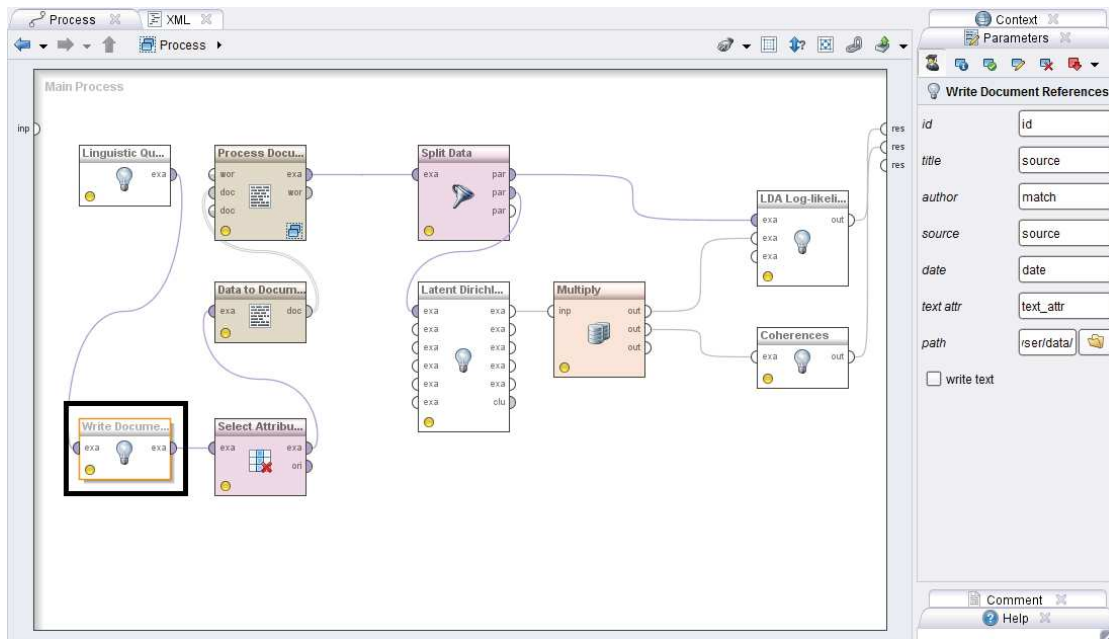 Process
XML
Process
Main Process
inp
Linguistic Qu...
exa
Process Docu...
wor
exa
doc
wor
doc
Split Data
exa
par
par
par
res
res
res
LDA Log-likeli...
exa
out
exa
exa
Data to Docum...
exa
doc
Latent Dirichl...
exa
exa
exa
exa
exa
exa
exa
exa
exa
exa
exa
clu
Multiply
inp
out
out
out
Coherences
exa
out
Write Docume...
exa
exa
Select Attribu...
exa
exa
ori
Context
Parameters
Write Document References
id
id
title
source
author
match
source
source
date
date
text attr
text_attr
path
ser/data/
write text
Comment
Help